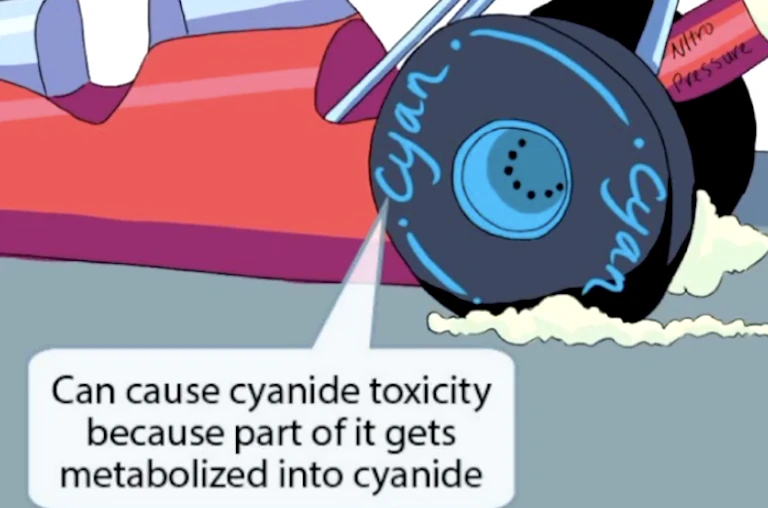 NItro
Pressure
Cyan
Cyan
Can cause cyanide toxicity
because part of it gets
metabolized into cyanide